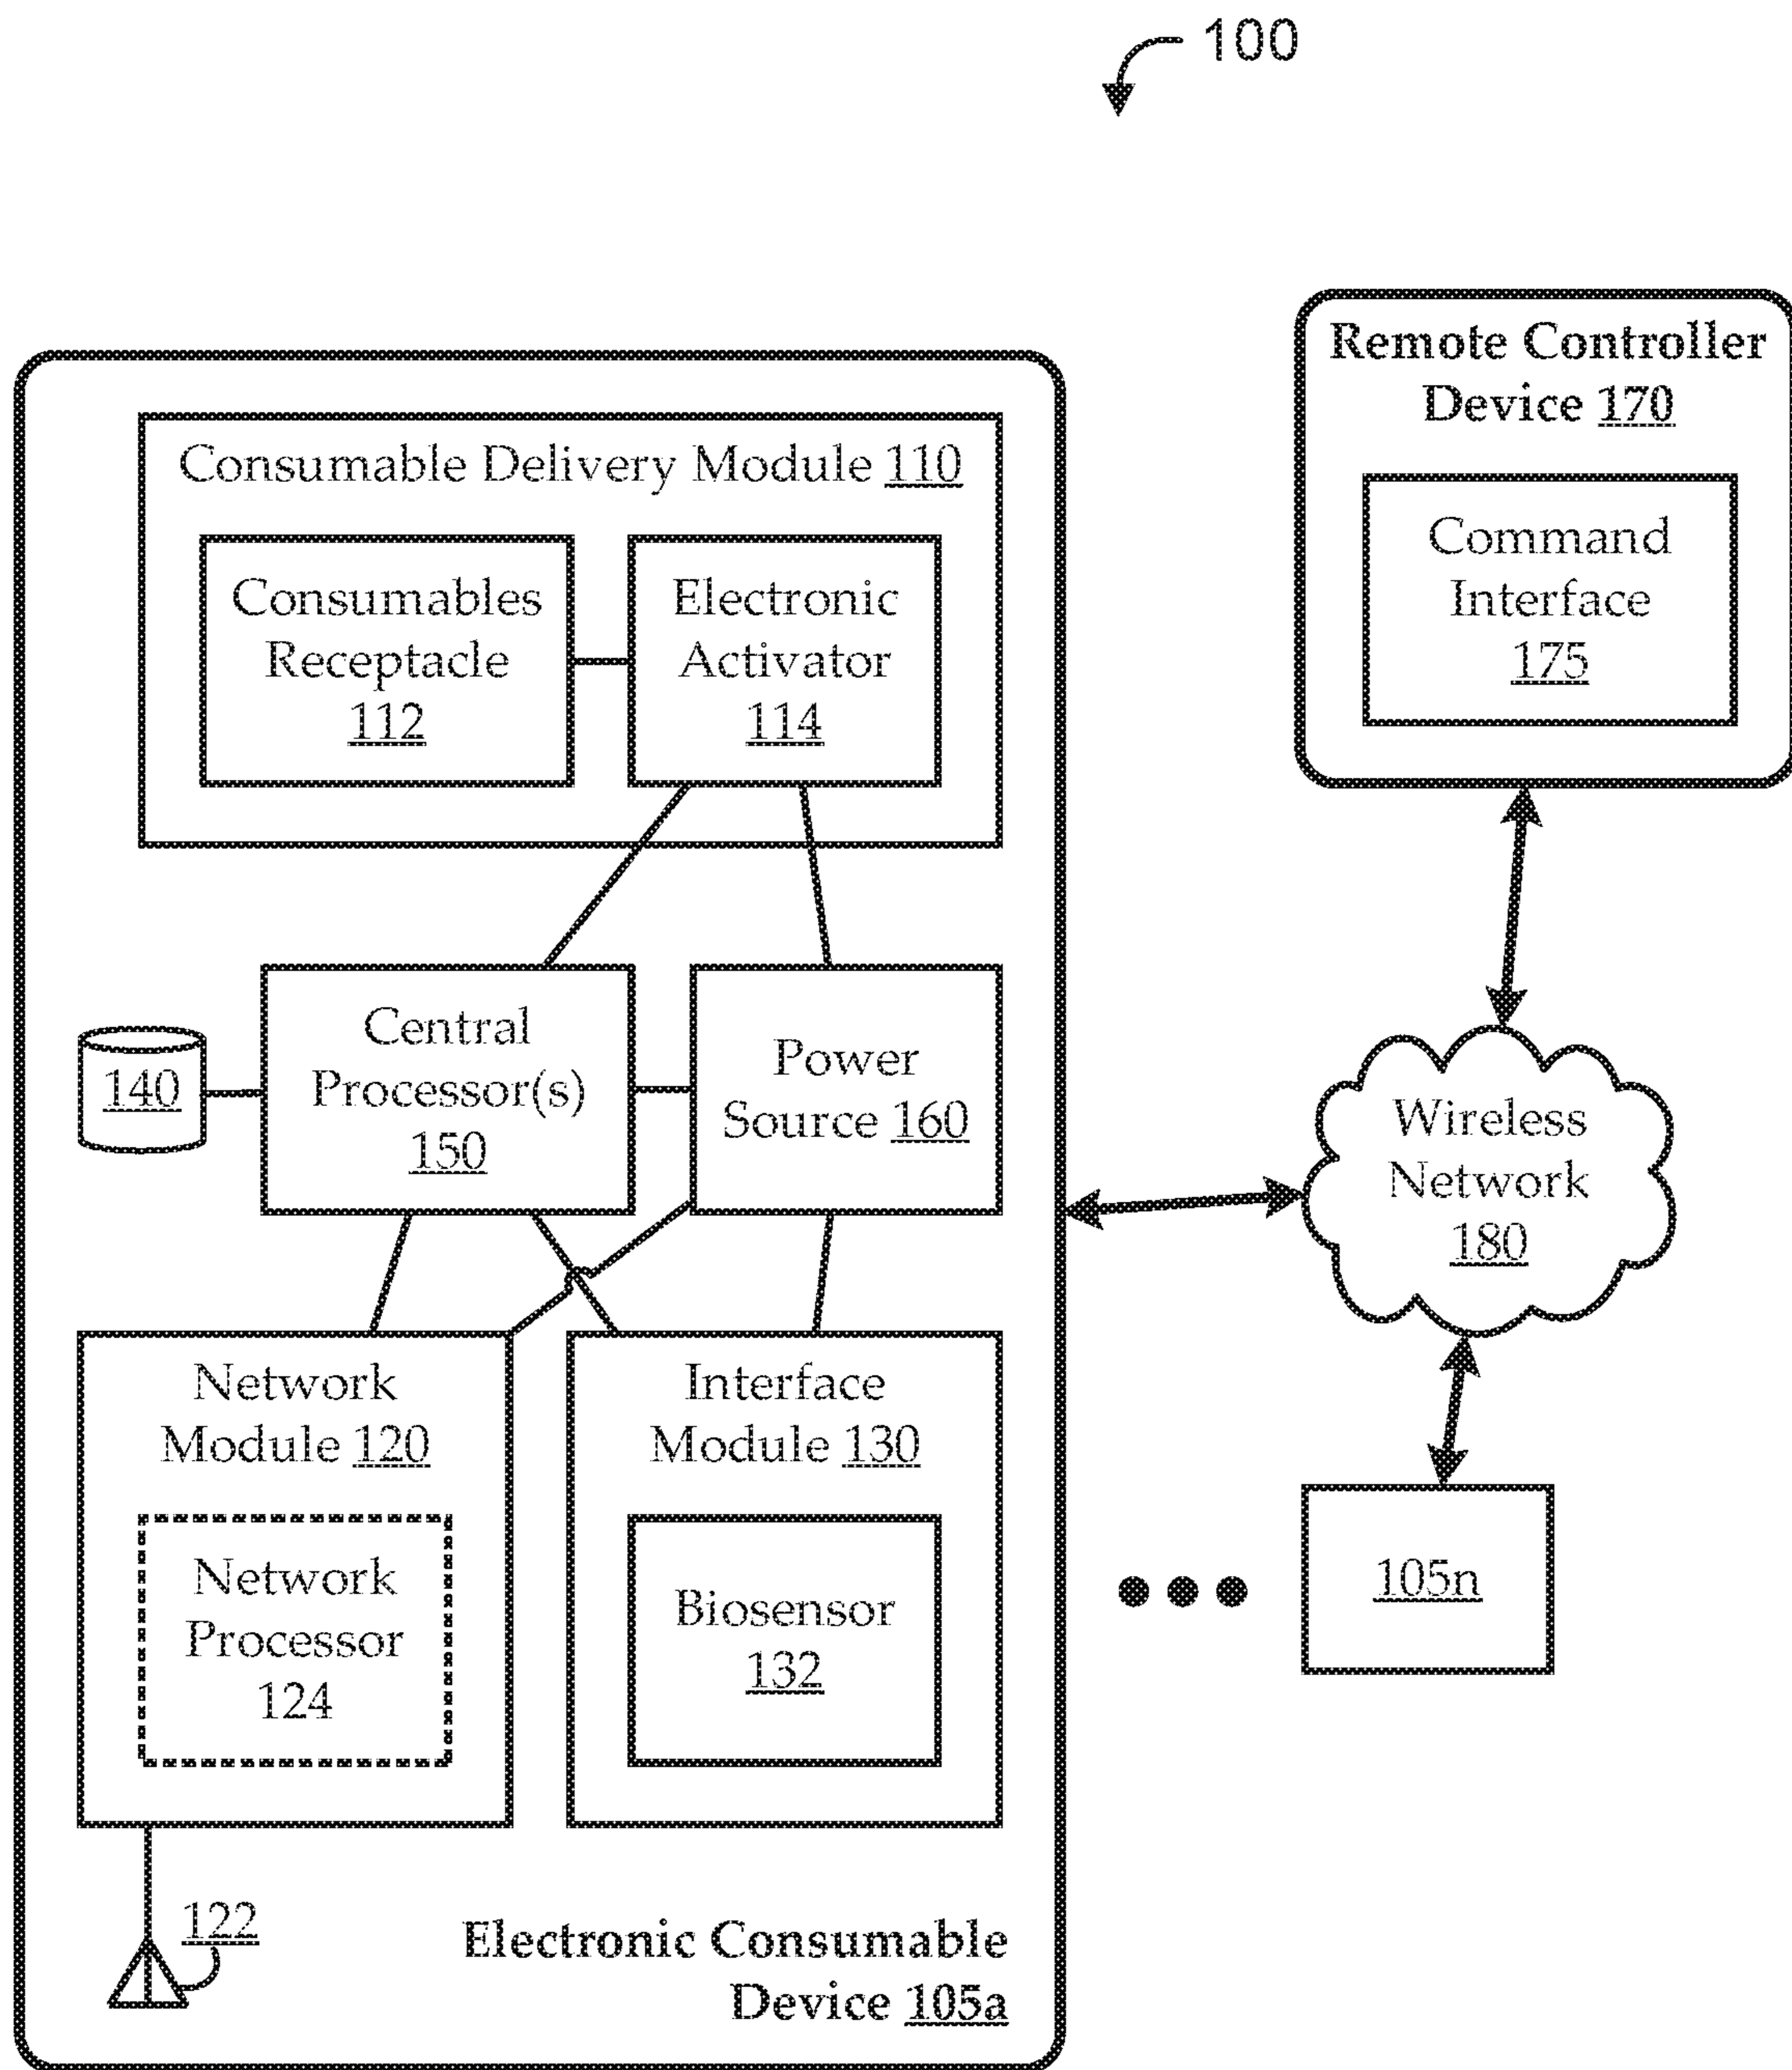 100
Remote Controller
Device 170
Command
Interface
175
Consumable Delivery Module 110
Consumables
Receptacle
112
Electronic
Activator
114
140
Central
Processor(s)
150
Power
Source 160
Wireless
Network
180
Network
Module 120
Network
Processor
124
Interface
Module 130
Biosensor
132
105n
122
Electronic Consumable
Device 105a